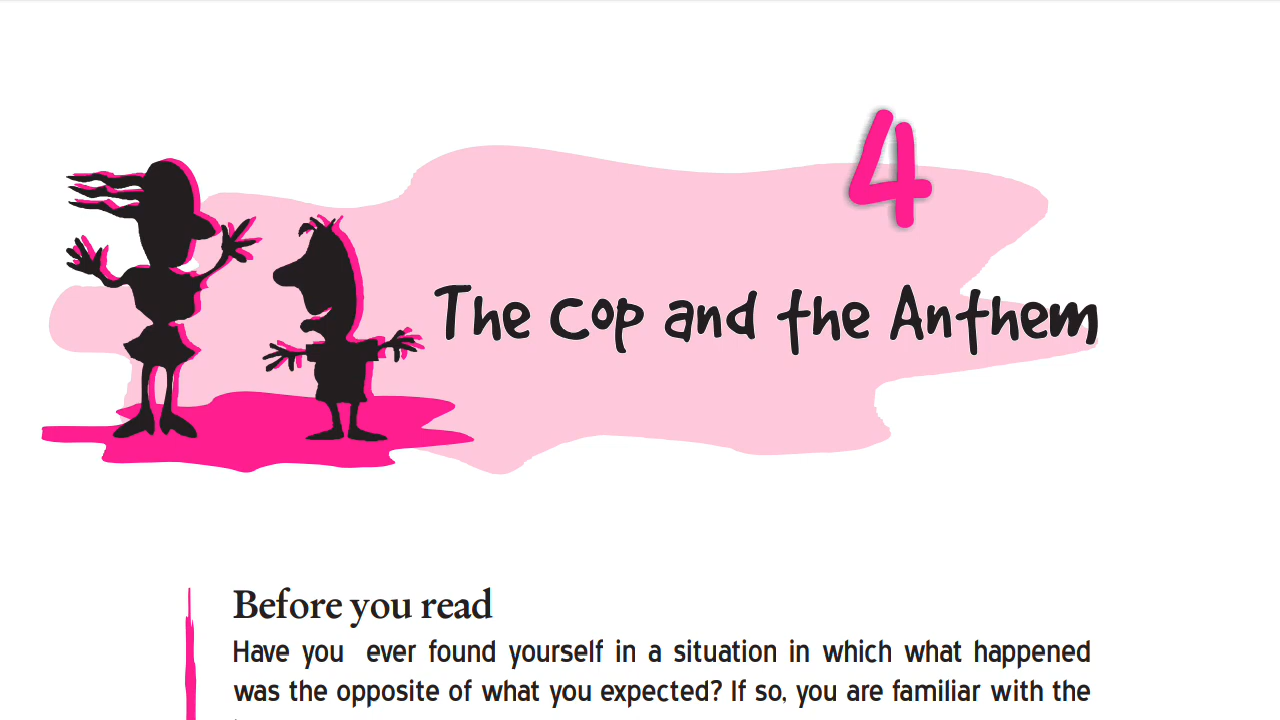 4
The Cop and the Anthem
Before you read
Have you ever found yourself in a situation in which what happened
was the opposite of what you expected? If so, you are familiar with the